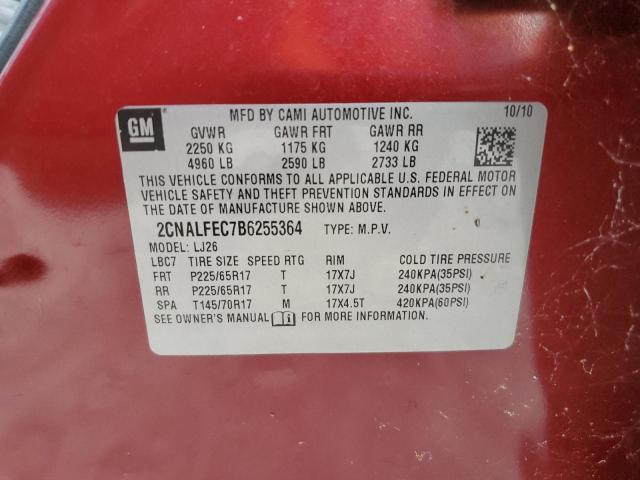 GM
MFD BY CAMI AUTOMOTIVE INC. 10/10
GVWR GAWR FRT GAWR RR
2250 KG 1175 KG 1240 KG
4960 LB 2590 LB 2733 LB
THIS VEHICLE CONFORMS TO ALL APPLICABLE U.S. FEDERAL MOTOR
VEHICLE SAFETY AND THEFT PREVENTION STANDARDS IN EFFECT ON
THE DATE OF MANUFACTURE SHOWN ABOVE.
2CNALFEC7B6255364 TYPE: M.P.V.
MODEL: LJ26
LBC7 TIRE SIZE SPEED RTG RIM COLD TIRE PRESSURE
FRT P225/65R17 T 17X7J 240KPA(35PSI)
RR P225/65R17 T 17X7J 240KPA(35PSI)
SPA T145/70R17 M 17X4.5T 420KPA(60PSI)
SEE OWNER'S MANUAL FOR MORE INFORMATION.